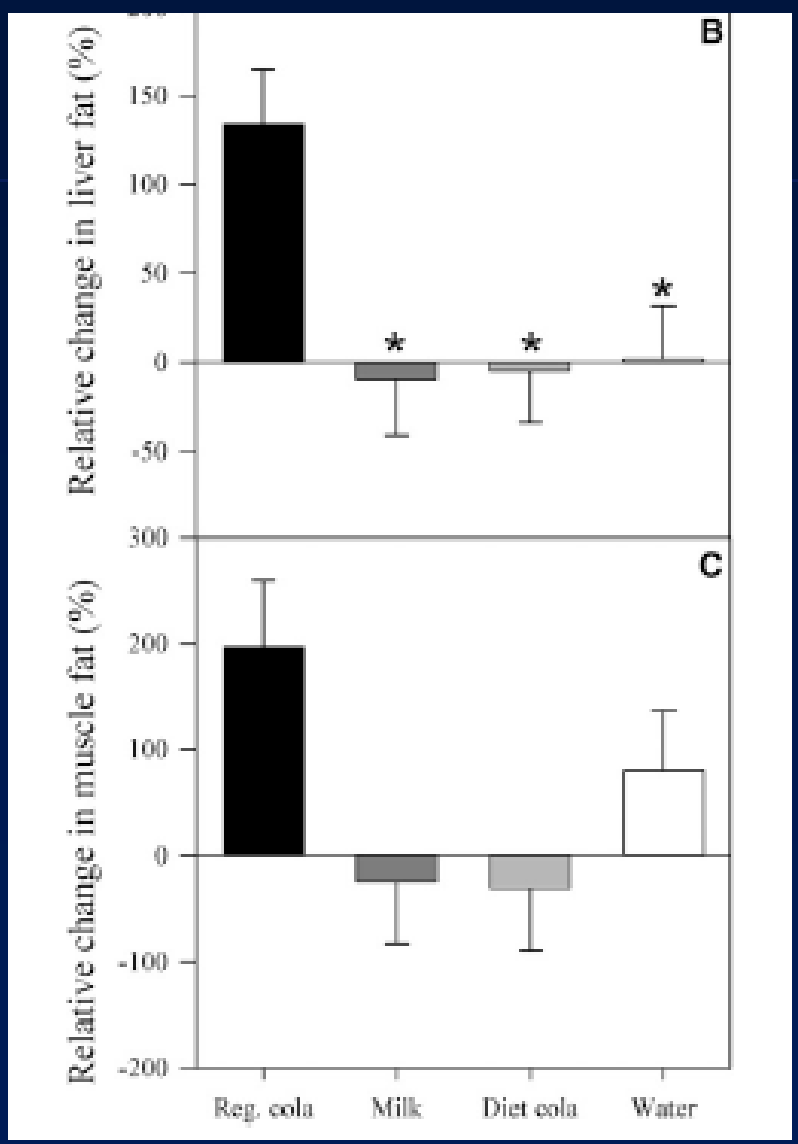 B
Relative change in liver fat (%)
150
100
50
0
-50
* * *
C
Relative change in muscle fat (%)
300
200
100
0
-100
-200
Reg. cola Milk Diet cola Water